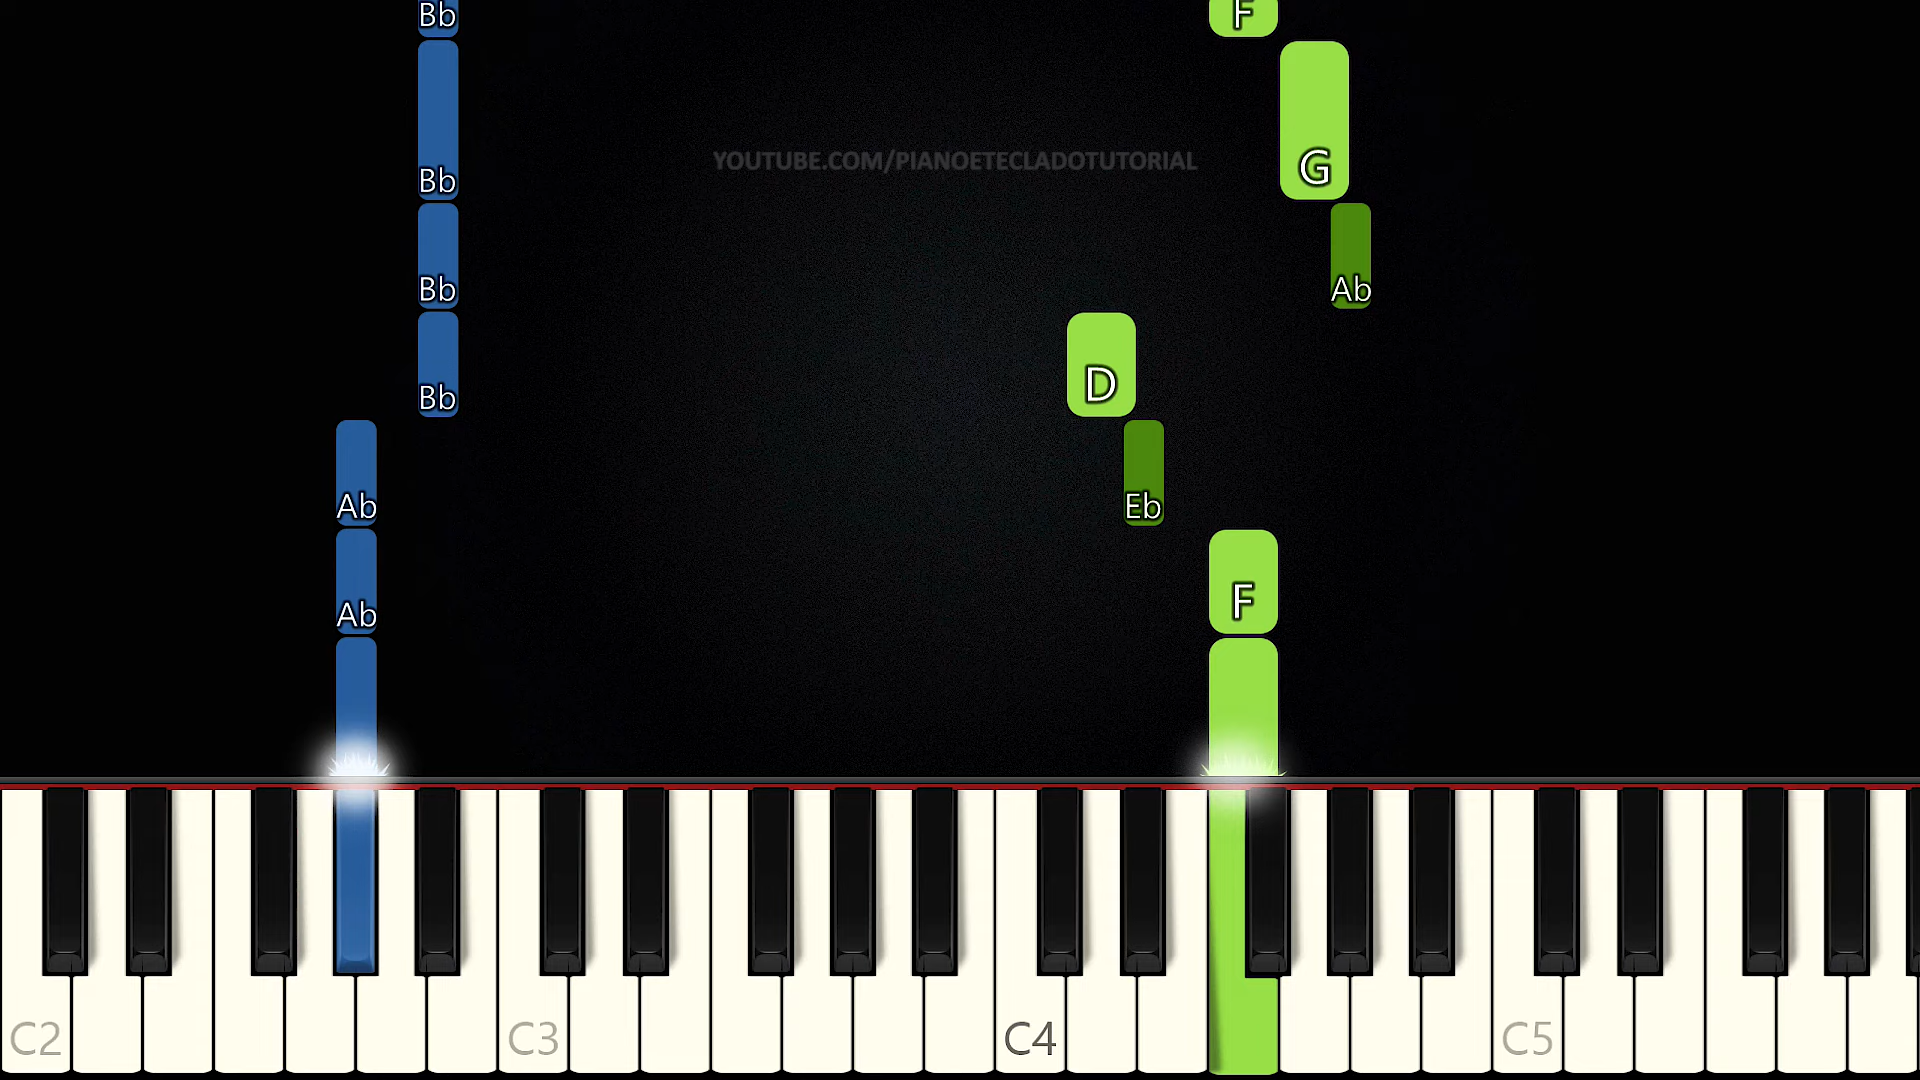 Bb F
YOUTUBE.COM/PIANOETECLADOTUTORIAL
Bb G
Bb Ab
Bb D
Ab Eb
Ab F
C2 C3 C4 C5